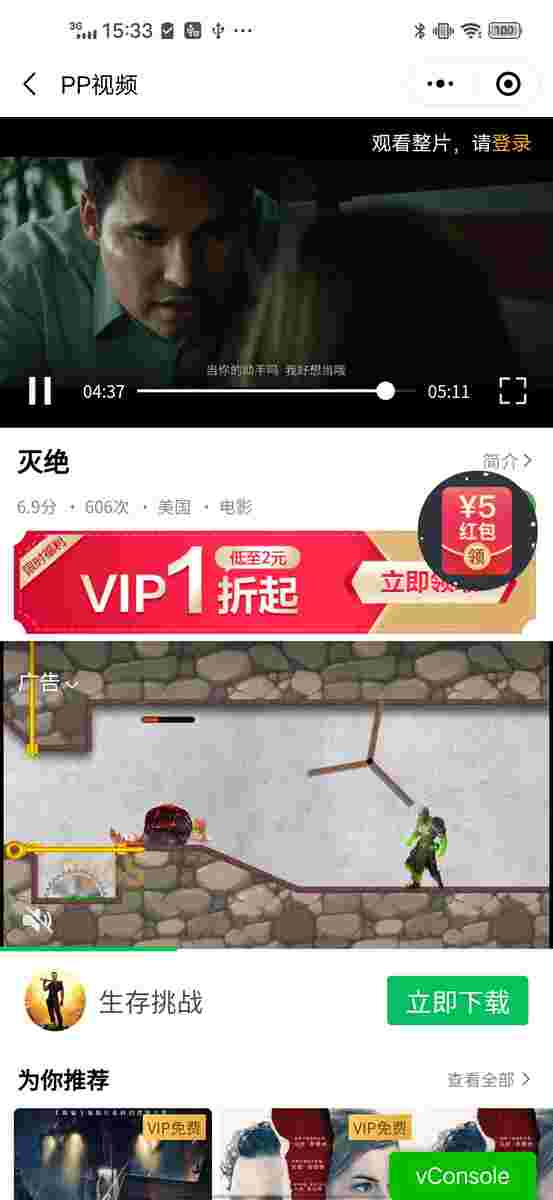 3G 15:33 100
PP视频
观看整片，请登录
当你的助手吗 我好想当哦
04:37
05:11
灭绝
简介
6.9分 · 606次 · 美国 · 电影
¥5
红包
领
限时福利
VIP1折起
低至2元
立即领
广告
生存挑战
立即下载
为你推荐
查看全部
VIP免费
VIP免费
vConsole